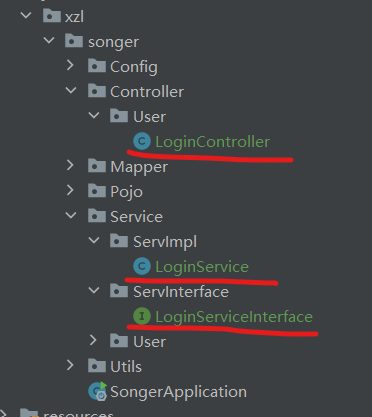 xzl
songer
Config
Controller
User
LoginController
Mapper
Pojo
Service
ServImpl
LoginService
ServInterface
LoginServiceInterface
User
Utils
SongerApplication
resources